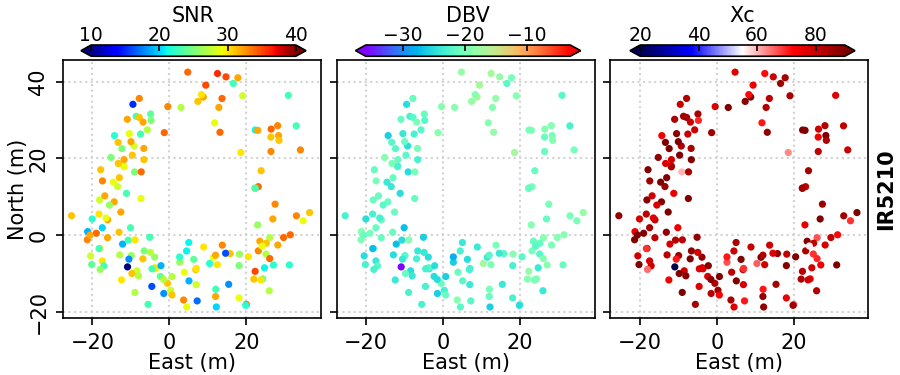 SNR DBV Xc
10 20 30 40 −30 −20 −10 20 40 60 80
40
20
0
−20
North (m)
−20 0 20 −20 0 20 −20 0 20
East (m) East (m) East (m)
IR5210